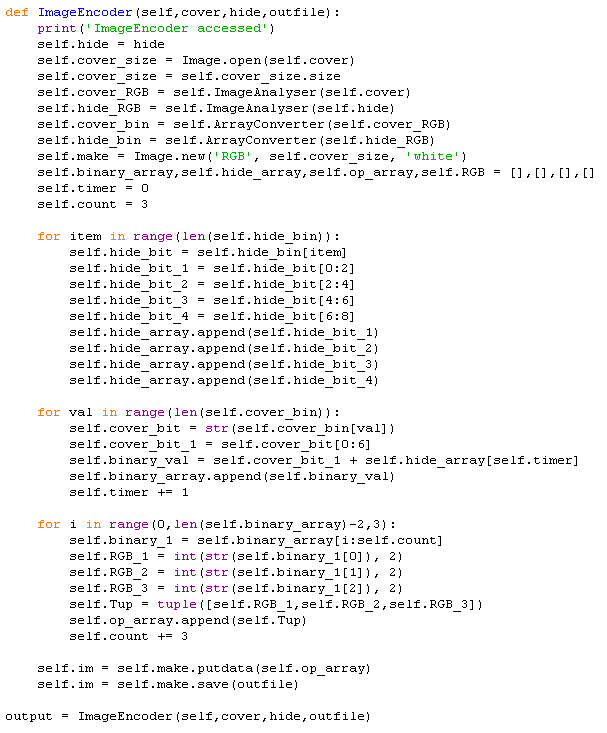 def ImageEncoder(self,cover,hide,outfile):
    print('ImageEncoder accessed')
    self.hide = hide
    self.cover_size = Image.open(self.cover)
    self.cover_size = self.cover_size.size
    self.cover_RGB = self.ImageAnalyser(self.cover)
    self.hide_RGB = self.ImageAnalyser(self.hide)
    self.cover_bin = self.ArrayConverter(self.cover_RGB)
    self.hide_bin = self.ArrayConverter(self.hide_RGB)
    self.make = Image.new('RGB', self.cover_size, 'white')
    self.binary_array,self.hide_array,self.op_array,self.RGB = [],[],[],[]
    self.timer = 0
    self.count = 3

    for item in range(len(self.hide_bin)):
        self.hide_bit = self.hide_bin[item]
        self.hide_bit_1 = self.hide_bit[0:2]
        self.hide_bit_2 = self.hide_bit[2:4]
        self.hide_bit_3 = self.hide_bit[4:6]
        self.hide_bit_4 = self.hide_bit[6:8]
        self.hide_array.append(self.hide_bit_1)
        self.hide_array.append(self.hide_bit_2)
        self.hide_array.append(self.hide_bit_3)
        self.hide_array.append(self.hide_bit_4)

    for val in range(len(self.cover_bin)):
        self.cover_bit = str(self.cover_bin[val])
        self.cover_bit_1 = self.cover_bit[0:6]
        self.binary_val = self.cover_bit_1 + self.hide_array[self.timer]
        self.binary_array.append(self.binary_val)
        self.timer += 1

    for i in range(0,len(self.binary_array)-2,3):
        self.binary_1 = self.binary_array[i:self.count]
        self.RGB_1 = int(str(self.binary_1[0]), 2)
        self.RGB_2 = int(str(self.binary_1[1]), 2)
        self.RGB_3 = int(str(self.binary_1[2]), 2)
        self.Tup = tuple([self.RGB_1,self.RGB_2,self.RGB_3])
        self.op_array.append(self.Tup)
        self.count += 3

    self.im = self.make.putdata(self.op_array)
    self.im = self.make.save(outfile)

output = ImageEncoder(self,cover,hide,outfile)